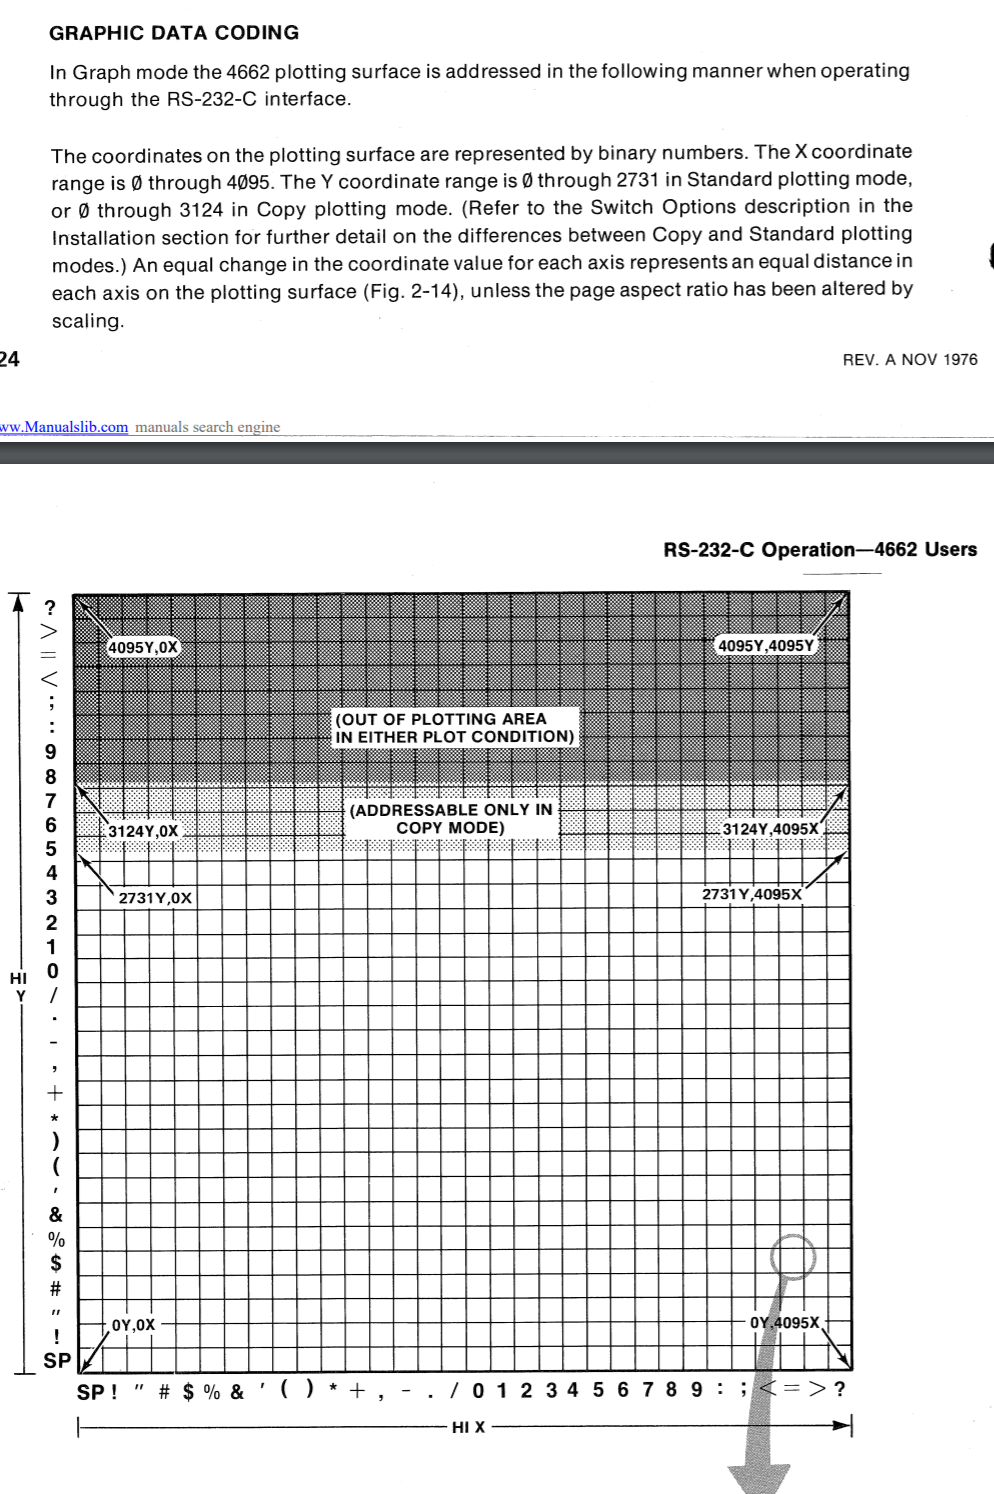 GRAPHIC DATA CODING
In Graph mode the 4662 plotting surface is addressed in the following manner when operating
through the RS-232-C interface.
The coordinates on the plotting surface are represented by binary numbers. The X coordinate
range is Ø through 4Ø95. The Y coordinate range is Ø through 2731 in Standard plotting mode,
or Ø through 3124 in Copy plotting mode. (Refer to the Switch Options description in the
Installation section for further detail on the differences between Copy and Standard plotting
modes.) An equal change in the coordinate value for each axis represents an equal distance in
each axis on the plotting surface (Fig. 2-14), unless the page aspect ratio has been altered by
scaling.
24
REV. A NOV 1976
ww.Manualslib.com manuals search engine
RS-232-C Operation—4662 Users
?
>
=
<
;
:
9
8
7
6
5
4
3
2
1
0
/
.
-
,
+
*
)
(
'
&
%
$
#
"
!
SP
HI
Y
4095Y,0X
4095Y,4095Y
(OUT OF PLOTTING AREA
IN EITHER PLOT CONDITION)
(ADDRESSABLE ONLY IN
COPY MODE)
3124Y,0X
3124Y,4095X
2731Y,0X
2731Y,4095X
0Y,0X
0Y,4095X
SP ! " # $ % & ' ( ) * + , - . / 0 1 2 3 4 5 6 7 8 9 : ; < = > ?
HI X